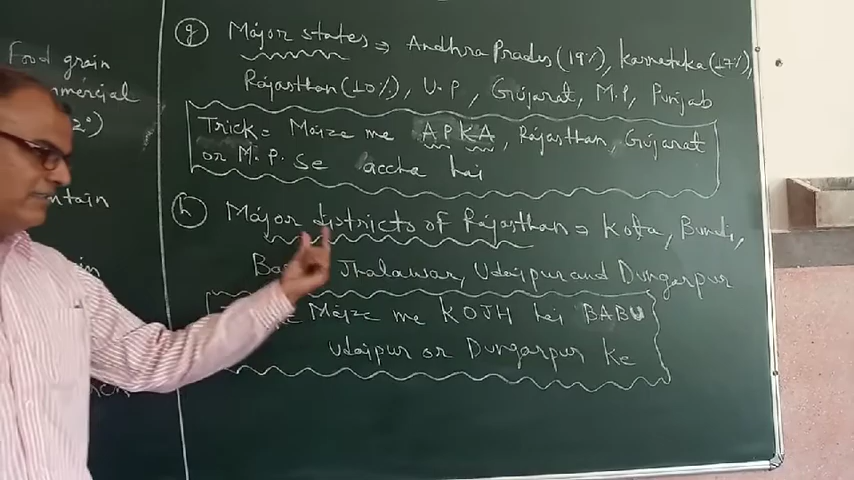 Food grain
mmercial
2°)
ntain
g Major states ⇒ Andhra Prades (19%), Karnateka (17%),
Rajasthan (10%), U.P, Gujarat, M.P, Punjab
Trick = Maize me APKA, Rajasthan, Gujarat
or M.P. Se accha hai
h Major districts of Rajasthan ⇒ Kota, Bundi,
Jhalawar, Udaipur and Dungarpur
Maize me KOJH hai BABU
Udaipur or Dungarpur ke